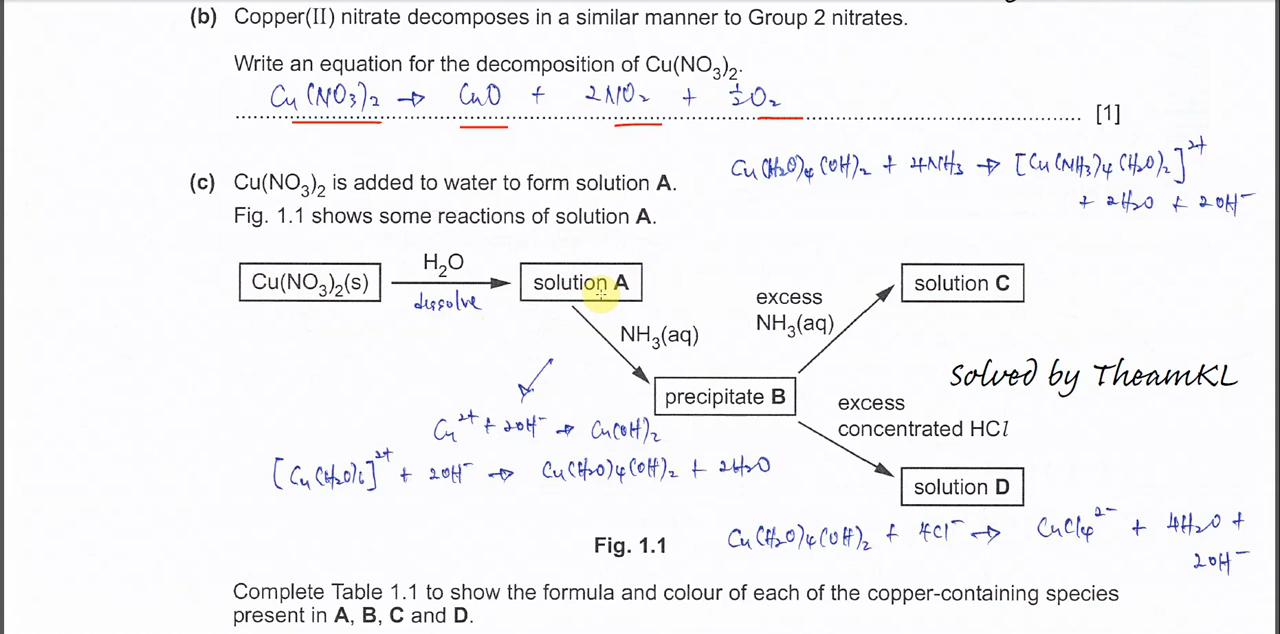 (b) Copper(II) nitrate decomposes in a similar manner to Group 2 nitrates.
Write an equation for the decomposition of Cu(NO₃)₂.
Cu(NO₃)₂ → CuO + 2NO₂ + ½O₂
[1]
Cu(H₂O)₄(OH)₂ + 4NH₃ → [Cu(NH₃)₄(H₂O)₂]²⁺
+ 2H₂O + 2OH⁻
(c) Cu(NO₃)₂ is added to water to form solution A.
Fig. 1.1 shows some reactions of solution A.
Cu(NO₃)₂(s)
H₂O
dissolve
solution A
NH₃(aq)
excess
NH₃(aq)
solution C
precipitate B
Solved by TheamKL
excess
concentrated HCl
Cu²⁺ + 2OH⁻ → Cu(OH)₂
[Cu(H₂O)₆]²⁺ + 2OH⁻ → Cu(H₂O)₄(OH)₂ + 2H₂O
solution D
Cu(H₂O)₄(OH)₂ + 4Cl⁻ → CuCl₄²⁻ + 4H₂O +
2OH⁻
Fig. 1.1
Complete Table 1.1 to show the formula and colour of each of the copper-containing species
present in A, B, C and D.